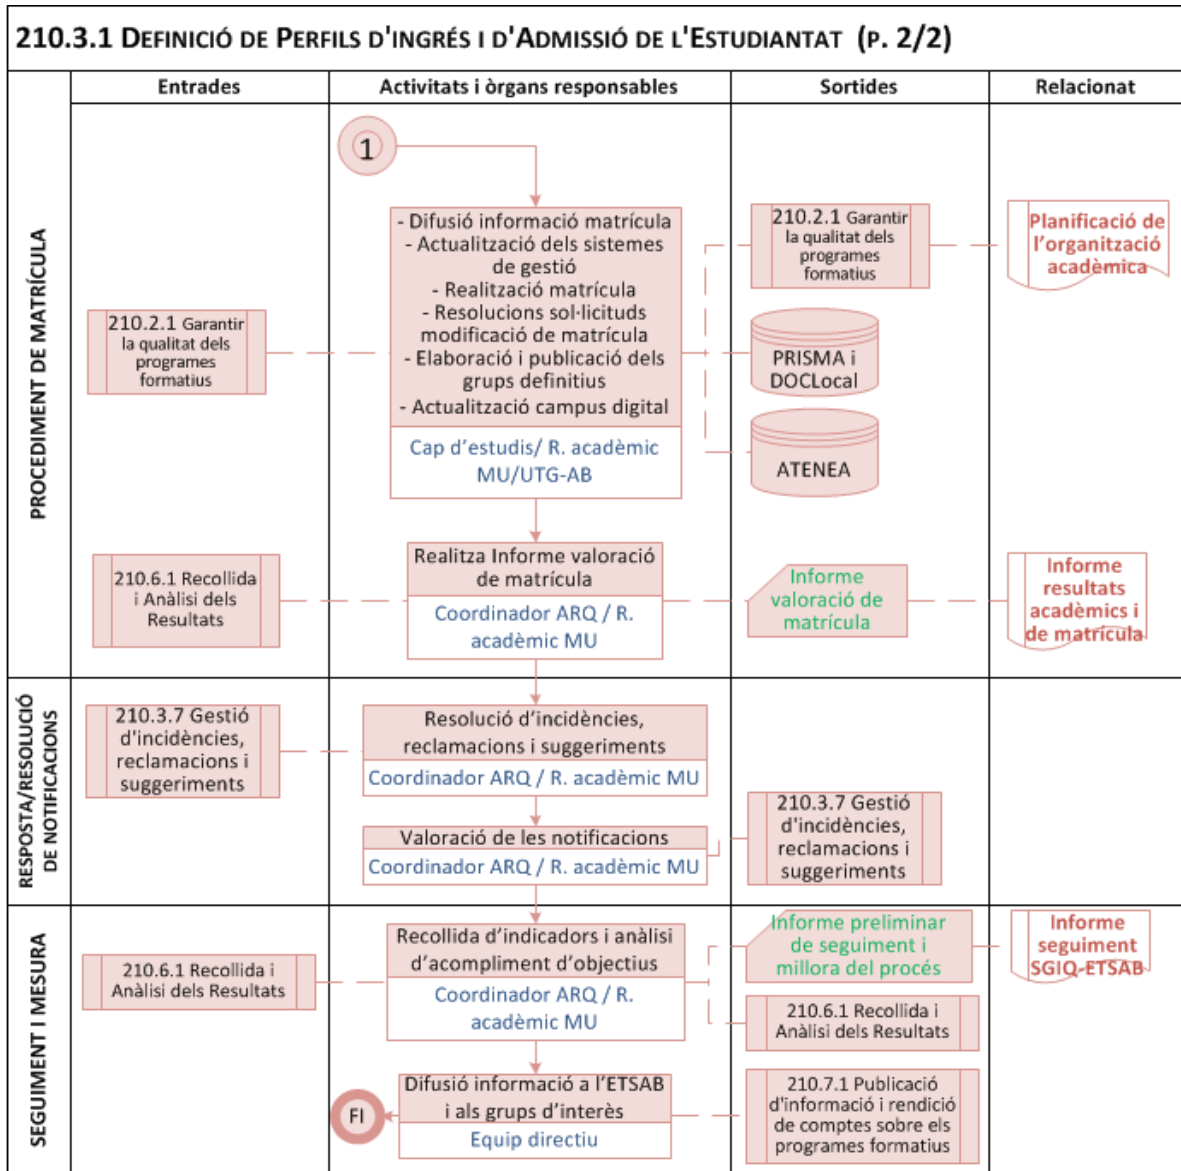 210.3.1 DEFINICIÓ DE PERFILS D'INGRÉS I D'ADMISSIÓ DE L'ESTUDIANTAT (P. 2/2)
Entrades
Activitats i òrgans responsables
Sortides
Relacionat
PROCEDIMENT DE MATRÍCULA
1
- Difusió informació matrícula
- Actualització dels sistemes
de gestió
- Realització matrícula
- Resolucions sol·licituds
modificació de matrícula
- Elaboració i publicació dels
grups definitius
- Actualització campus digital
Cap d'estudis/ R. acadèmic
MU/UTG-AB
210.2.1 Garantir
la qualitat dels
programes
formatius
210.2.1 Garantir
la qualitat dels
programes
formatius
Planificació de
l'organització
acadèmica
PRISMA i
DOCLocal
ATENEA
210.6.1 Recollida
i Anàlisi dels
Resultats
Realitza Informe valoració
de matrícula
Coordinador ARQ / R.
acadèmic MU
Informe
valoració de
matrícula
Informe
resultats
acadèmics i
de matrícula
RESPOSTA/RESOLUCIÓ
DE NOTIFICACIONS
210.3.7 Gestió
d'incidències,
reclamacions i
suggeriments
Resolució d'incidències,
reclamacions i suggeriments
Coordinador ARQ / R. acadèmic MU
Valoració de les notificacions
Coordinador ARQ / R. acadèmic MU
210.3.7 Gestió
d'incidències,
reclamacions i
suggeriments
SEGUIMENT I MESURA
210.6.1 Recollida i
Anàlisi dels Resultats
Recollida d'indicadors i anàlisi
d'acompliment d'objectius
Coordinador ARQ / R.
acadèmic MU
Informe preliminar
de seguiment i
millora del procés
Informe
seguiment
SGIQ-ETSAB
210.6.1 Recollida i
Anàlisi dels Resultats
FI
Difusió informació a l'ETSAB
i als grups d'interès
Equip directiu
210.7.1 Publicació
d'informació i rendició
de comptes sobre els
programes formatius